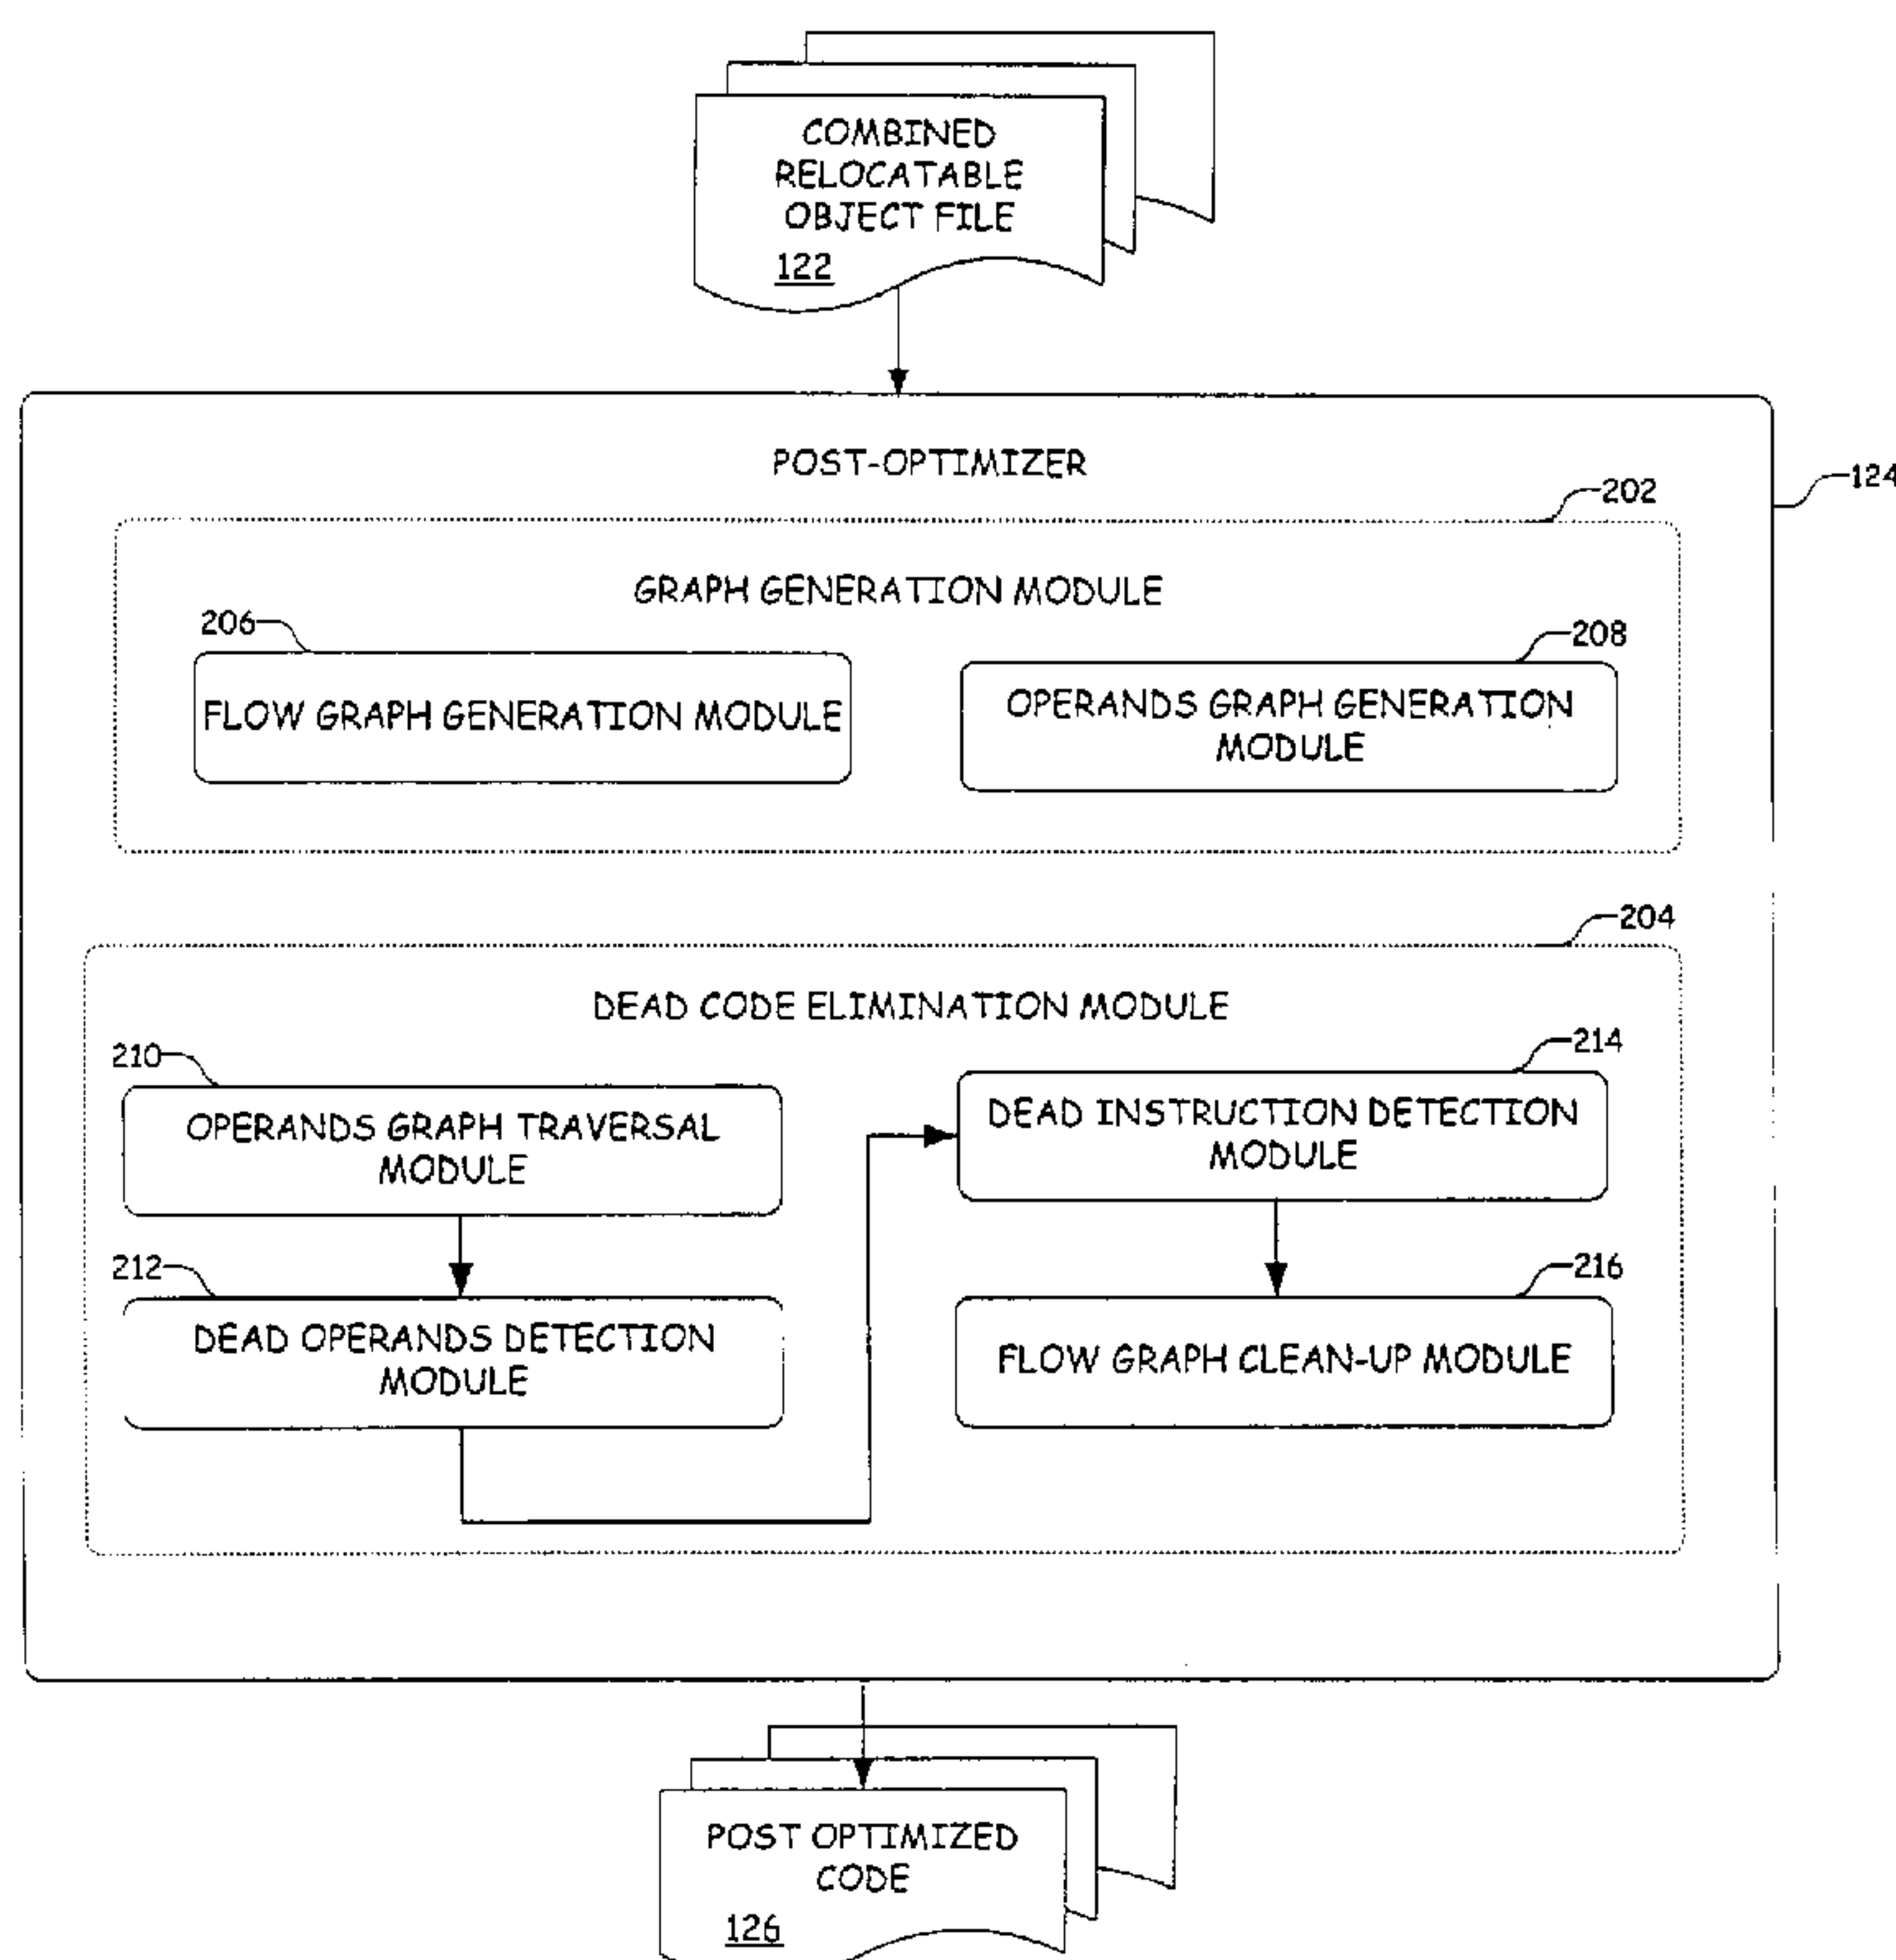 COMBINED
RELOCATABLE
OBJECT FILE
122
POST-OPTIMIZER
124
202
GRAPH GENERATION MODULE
206
208
FLOW GRAPH GENERATION MODULE
OPERANDS GRAPH GENERATION
MODULE
204
DEAD CODE ELIMINATION MODULE
210
214
OPERANDS GRAPH TRAVERSAL
MODULE
DEAD INSTRUCTION DETECTION
MODULE
212
216
DEAD OPERANDS DETECTION
MODULE
FLOW GRAPH CLEAN-UP MODULE
POST OPTIMIZED
CODE
126